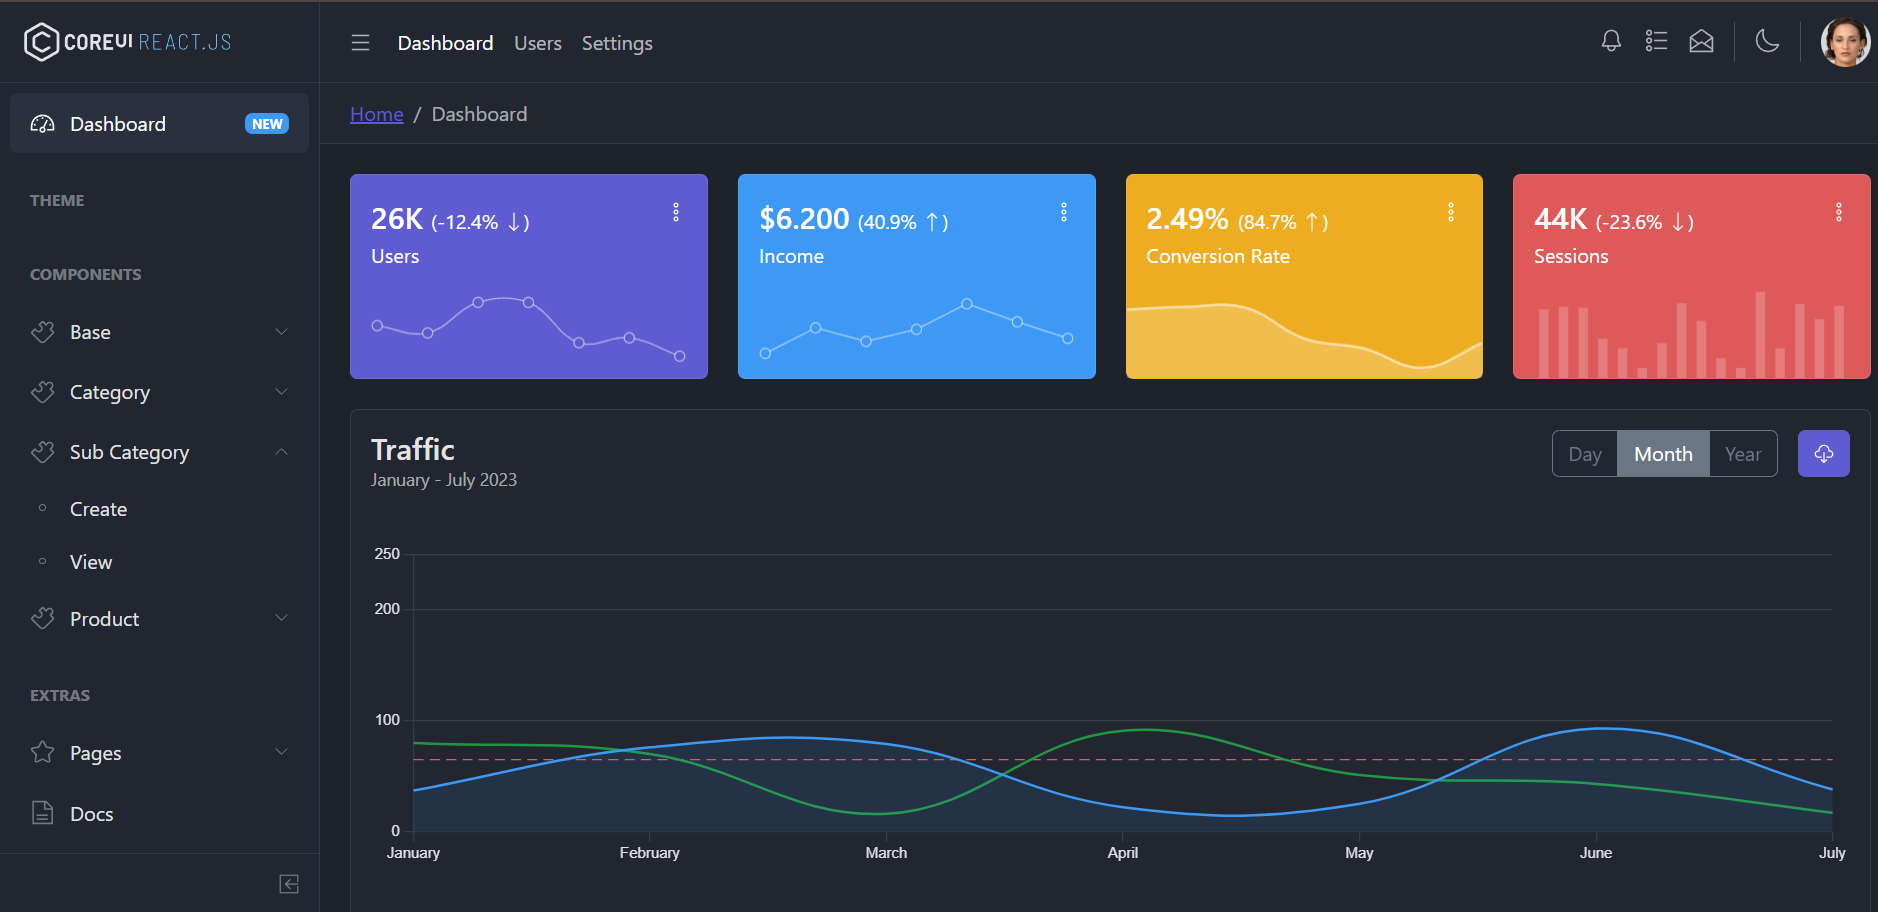 COREUI REACT.JS
Dashboard Users Settings
Dashboard NEW
THEME
COMPONENTS
Base
Category
Sub Category
Create
View
Product
EXTRAS
Pages
Docs
Home / Dashboard
26K (-12.4% ↓)
Users
$6.200 (40.9% ↑)
Income
2.49% (84.7% ↑)
Conversion Rate
44K (-23.6% ↓)
Sessions
Traffic
January - July 2023
Day Month Year
250
200
100
0
January February March April May June July